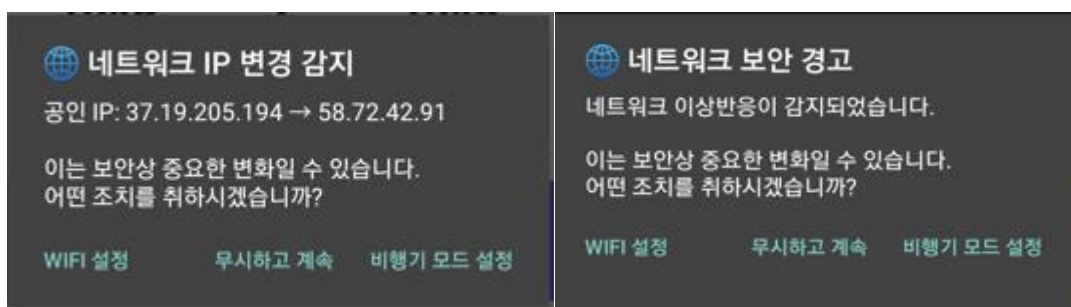 네트워크 IP 변경 감지
공인 IP: 37.19.205.194 → 58.72.42.91
이는 보안상 중요한 변화일 수 있습니다.
어떤 조치를 취하시겠습니까?
WIFI 설정 무시하고 계속 비행기 모드 설정
네트워크 보안 경고
네트워크 이상반응이 감지되었습니다.
이는 보안상 중요한 변화일 수 있습니다.
어떤 조치를 취하시겠습니까?
WIFI 설정 무시하고 계속 비행기 모드 설정